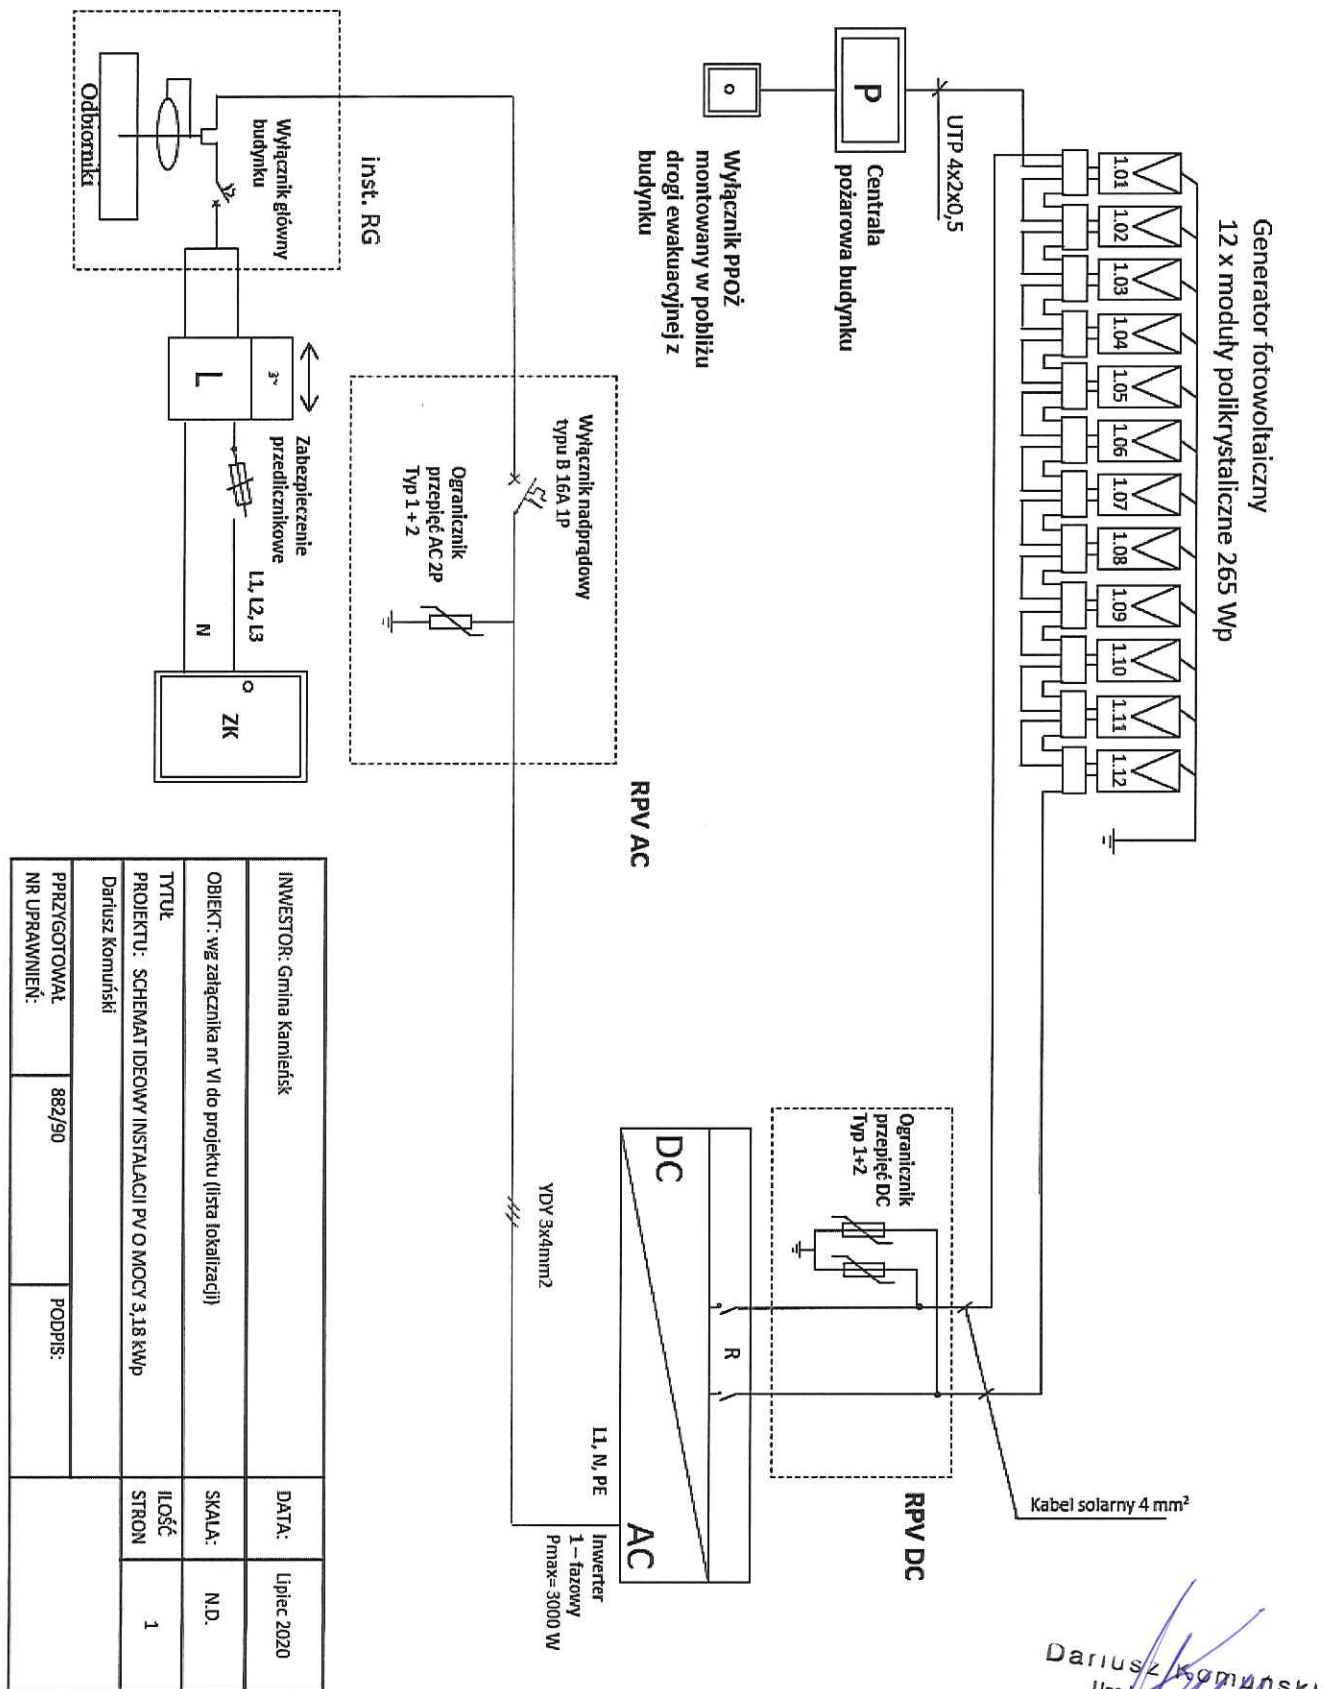 Generator fotowoltaiczny
12 x moduły polikrystaliczne 265 Wp
1.01
1.02
1.03
1.04
1.05
1.06
1.07
1.08
1.09
1.10
1.11
1.12
UTP 4x2x0,5
P
Centrala
pożarowa budynku
Wyłącznik PPOŻ
montowany w pobliżu
drogi ewakuacyjnej z
budynku
Kabel solarny 4 mm²
RPV DC
Ogranicznik
przepięć DC
Typ 1+2
R
DC
AC
L1, N, PE
Inwerter
1 – fazowy
Pmax= 3000 W
YDY 3x4mm2
RPV AC
Wyłącznik nadprądowy
typu B 16A 1P
Ogranicznik
przepięć AC 2P
Typ 1 + 2
inst. RG
Wyłącznik główny
budynku
Odbiorniki
3~
L
Zabezpieczenie
przedlicznikowe
L1, L2, L3
N
ZK
INWESTOR: Gmina Kamieńsk
DATA:
Lipiec 2020
OBIEKT: wg załącznika nr VI do projektu (lista lokalizacji)
SKALA:
N.D.
TYTUŁ
PROJEKTU: SCHEMAT IDEOWY INSTALACJI PV O MOCY 3,18 kWp
ILOŚĆ
STRON
1
Dariusz Komuński
PPRZYGOTOWAŁ
NR UPRAWNIEŃ:
882/90
PODPIS:
Dariusz Komuński